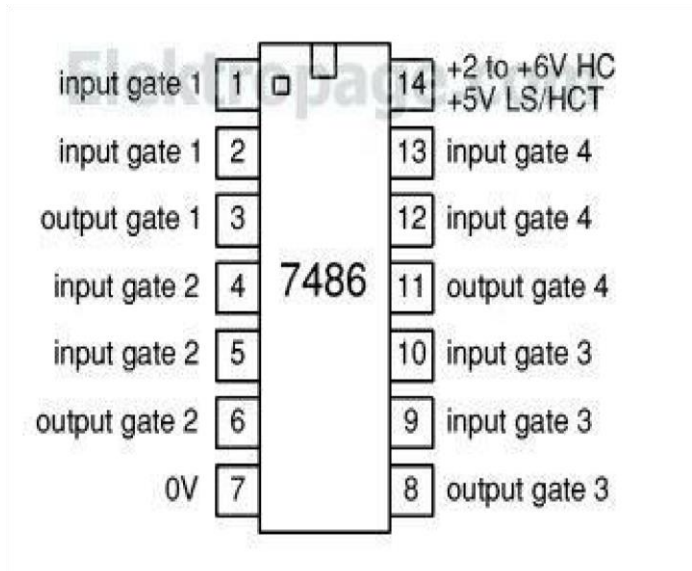 Elektropage.com
input gate 1 1 14 +2 to +6V HC
+5V LS/HCT
input gate 1 2 13 input gate 4
output gate 1 3 12 input gate 4
input gate 2 4 7486 11 output gate 4
input gate 2 5 10 input gate 3
output gate 2 6 9 input gate 3
0V 7 8 output gate 3